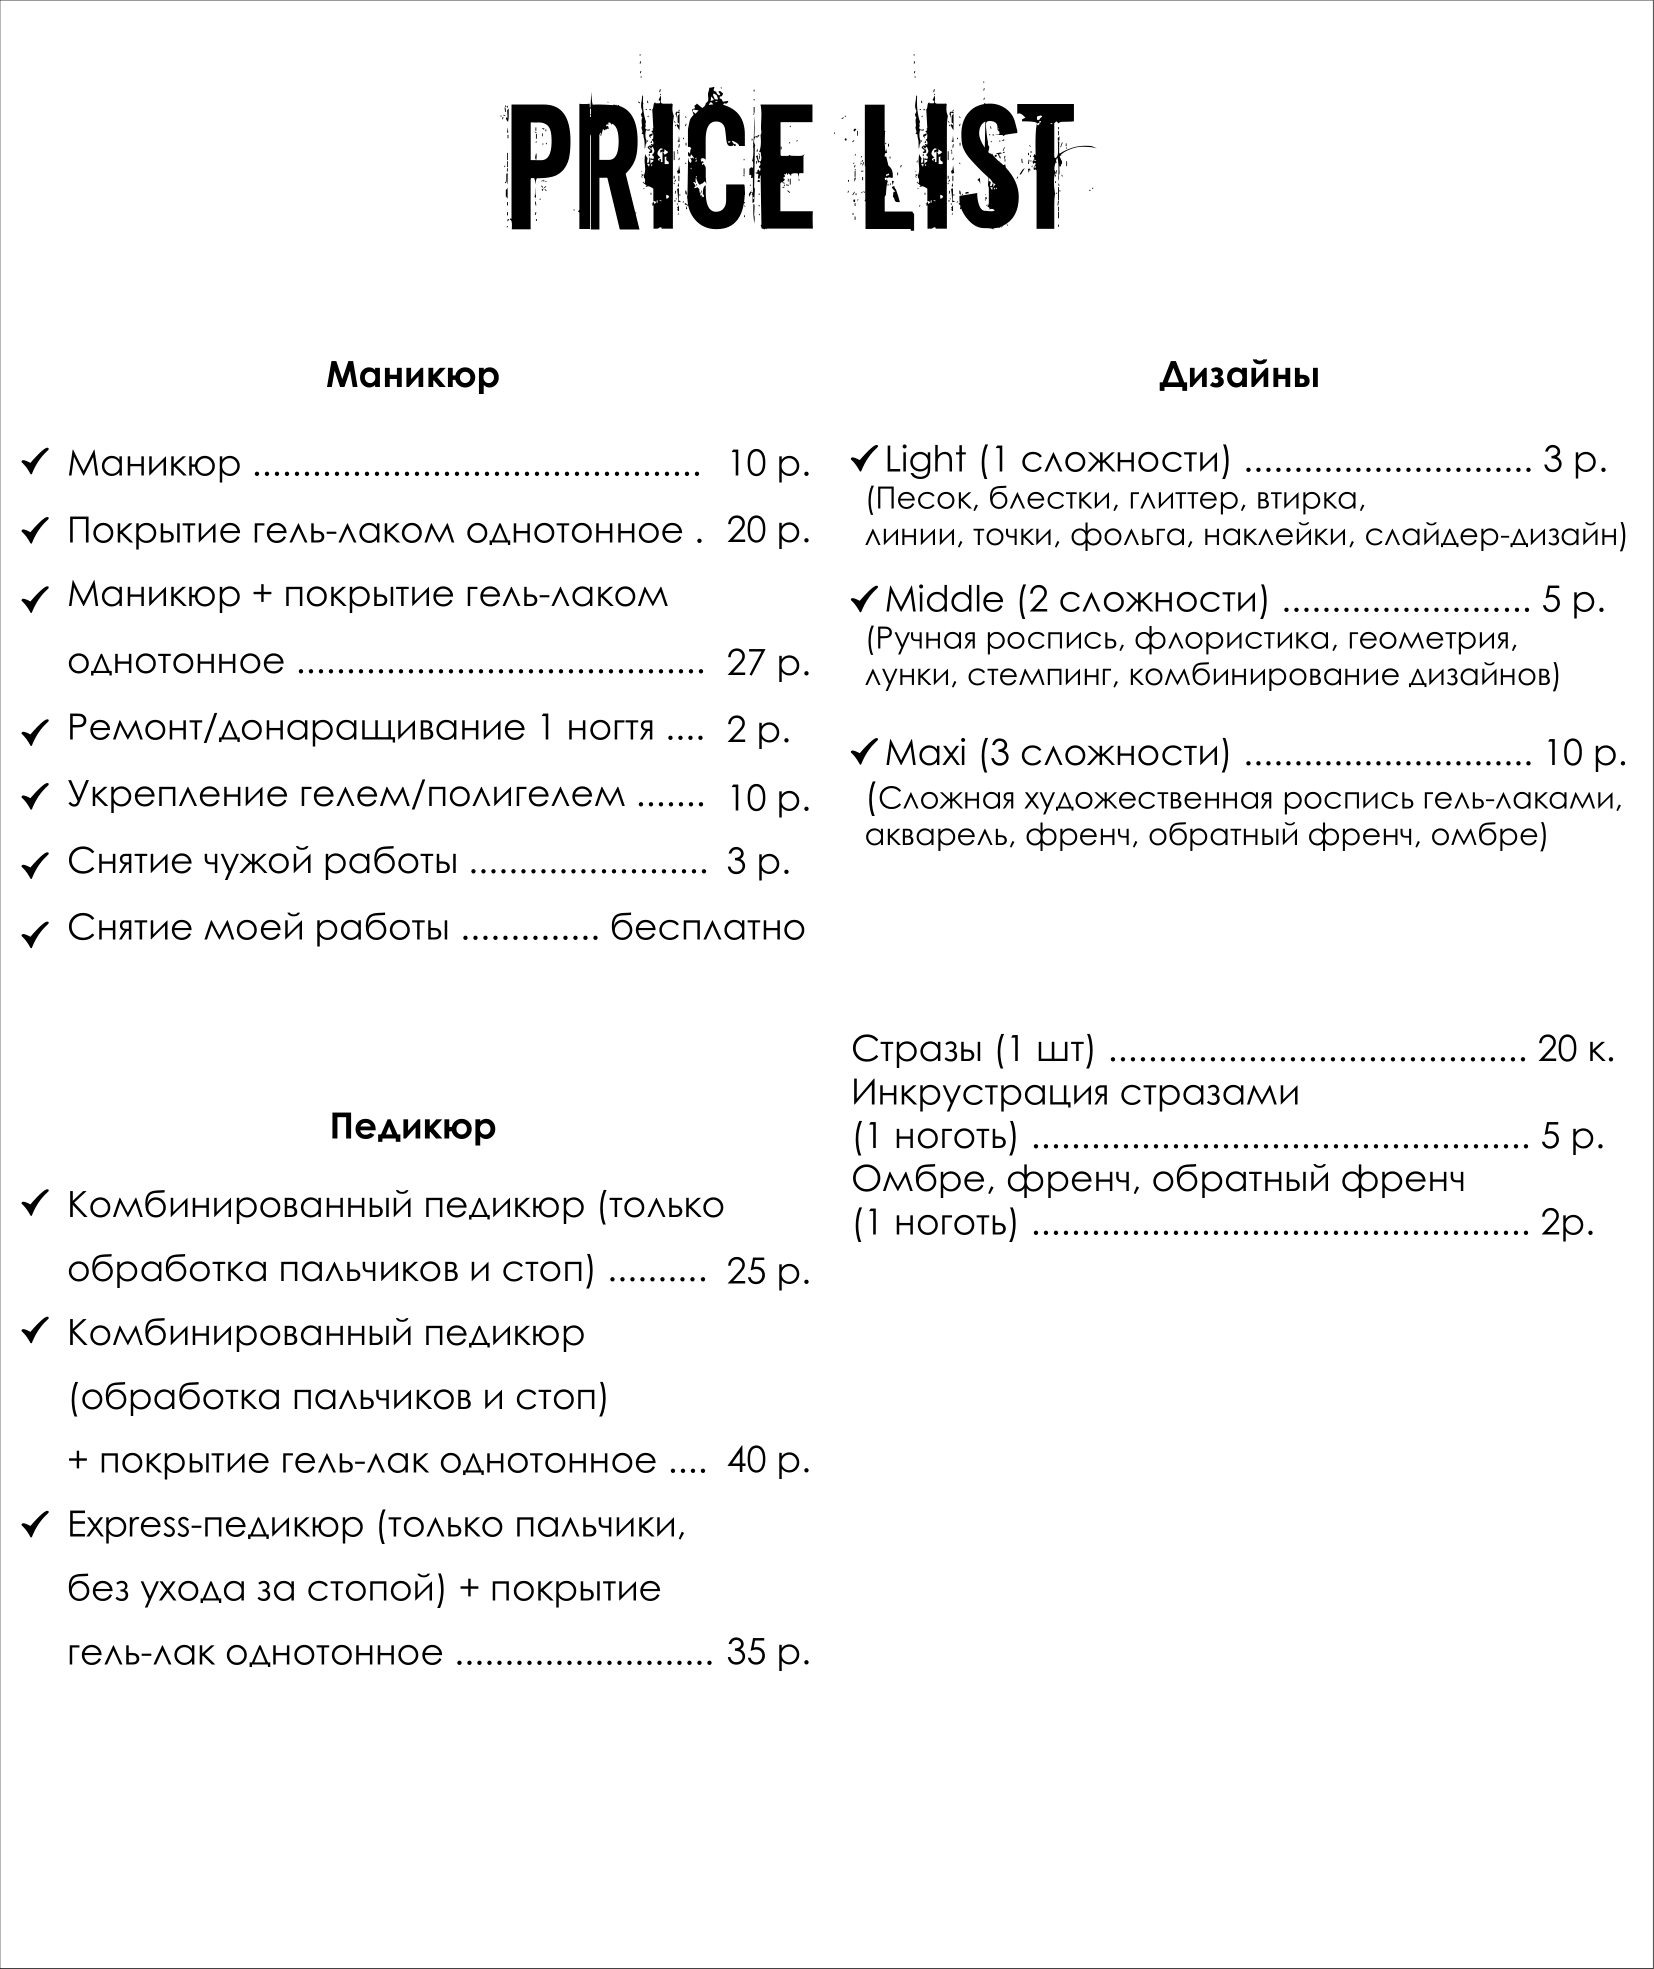 PRICE LIST
Маникюр
Маникюр ............................................. 10 р.
Покрытие гель-лаком однотонное . 20 р.
Маникюр + покрытие гель-лаком
однотонное ......................................... 27 р.
Ремонт/донаращивание 1 ногтя .... 2 р.
Укрепление гелем/полигелем ....... 10 р.
Снятие чужой работы ........................ 3 р.
Снятие моей работы .............. бесплатно
Педикюр
Комбинированный педикюр (только
обработка пальчиков и стоп) .......... 25 р.
Комбинированный педикюр
(обработка пальчиков и стоп)
+ покрытие гель-лак однотонное .... 40 р.
Express-педикюр (только пальчики,
без ухода за стопой) + покрытие
гель-лак однотонное .......................... 35 р.
Дизайны
Light (1 сложности) ............................. 3 р.
(Песок, блестки, глиттер, втирка,
линии, точки, фольга, наклейки, слайдер-дизайн)
Middle (2 сложности) ......................... 5 р.
(Ручная роспись, флористика, геометрия,
лунки, стемпинг, комбинирование дизайнов)
Maxi (3 сложности) ............................. 10 р.
(Сложная художественная роспись гель-лаками,
акварель, френч, обратный френч, омбре)
Стразы (1 шт) .......................................... 20 к.
Инкрустрация стразами
(1 ноготь) .................................................. 5 р.
Омбре, френч, обратный френч
(1 ноготь) .................................................. 2р.